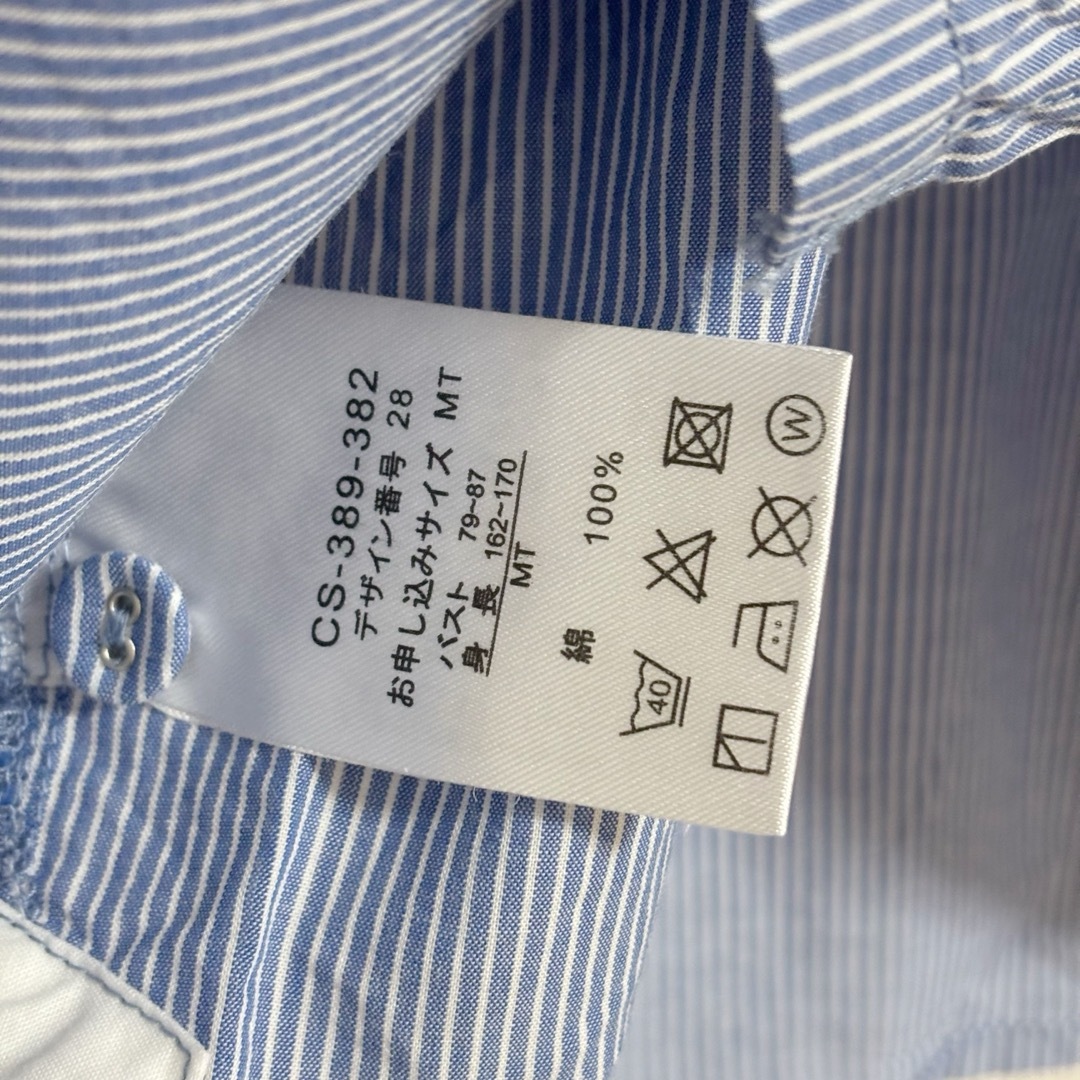 CS-389-382
デザイン番号 28
お申し込みサイズ MT
バスト 79~87
身長 162~170
MT
綿 100%
40
W